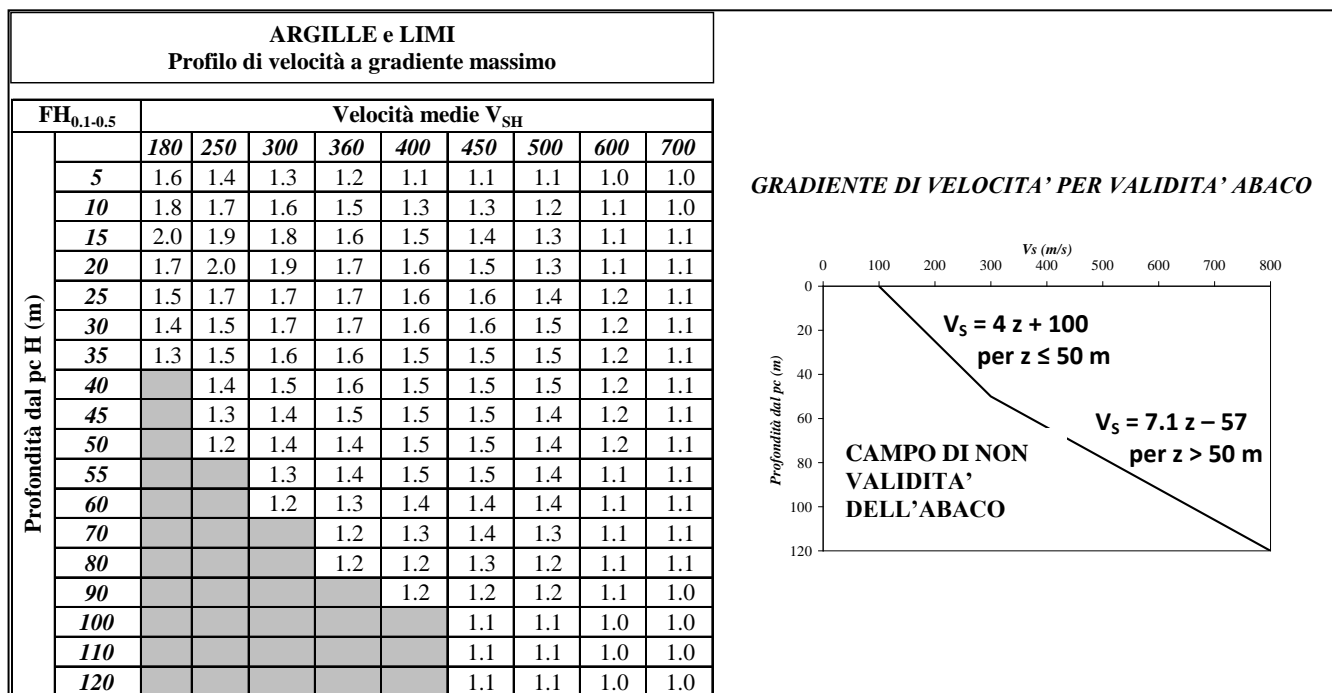 ARGILLE e LIMI
Profilo di velocità a gradiente massimo
FH0.1-0.5 Velocità medie VSH
180 250 300 360 400 450 500 600 700
Profondità dal pc H (m)
5 1.6 1.4 1.3 1.2 1.1 1.1 1.1 1.0 1.0
10 1.8 1.7 1.6 1.5 1.3 1.3 1.2 1.1 1.0
15 2.0 1.9 1.8 1.6 1.5 1.4 1.3 1.1 1.1
20 1.7 2.0 1.9 1.7 1.6 1.5 1.3 1.1 1.1
25 1.5 1.7 1.7 1.7 1.6 1.6 1.4 1.2 1.1
30 1.4 1.5 1.7 1.7 1.6 1.6 1.5 1.2 1.1
35 1.3 1.5 1.6 1.6 1.5 1.5 1.5 1.2 1.1
40 1.4 1.5 1.6 1.5 1.5 1.5 1.2 1.1
45 1.3 1.4 1.5 1.5 1.5 1.4 1.2 1.1
50 1.2 1.4 1.4 1.5 1.5 1.4 1.2 1.1
55 1.3 1.4 1.5 1.5 1.4 1.1 1.1
60 1.2 1.3 1.4 1.4 1.4 1.1 1.1
70 1.2 1.3 1.4 1.3 1.1 1.1
80 1.2 1.2 1.3 1.2 1.1 1.1
90 1.2 1.2 1.2 1.1 1.0
100 1.1 1.1 1.0 1.0
110 1.1 1.1 1.0 1.0
120 1.1 1.1 1.0 1.0
GRADIENTE DI VELOCITA' PER VALIDITA' ABACO
Vs (m/s)
0 100 200 300 400 500 600 700 800
Profondità dal pc (m)
0
20
40
60
80
100
120
VS = 4 z + 100
per z ≤ 50 m
VS = 7.1 z – 57
per z > 50 m
CAMPO DI NON
VALIDITA'
DELL'ABACO